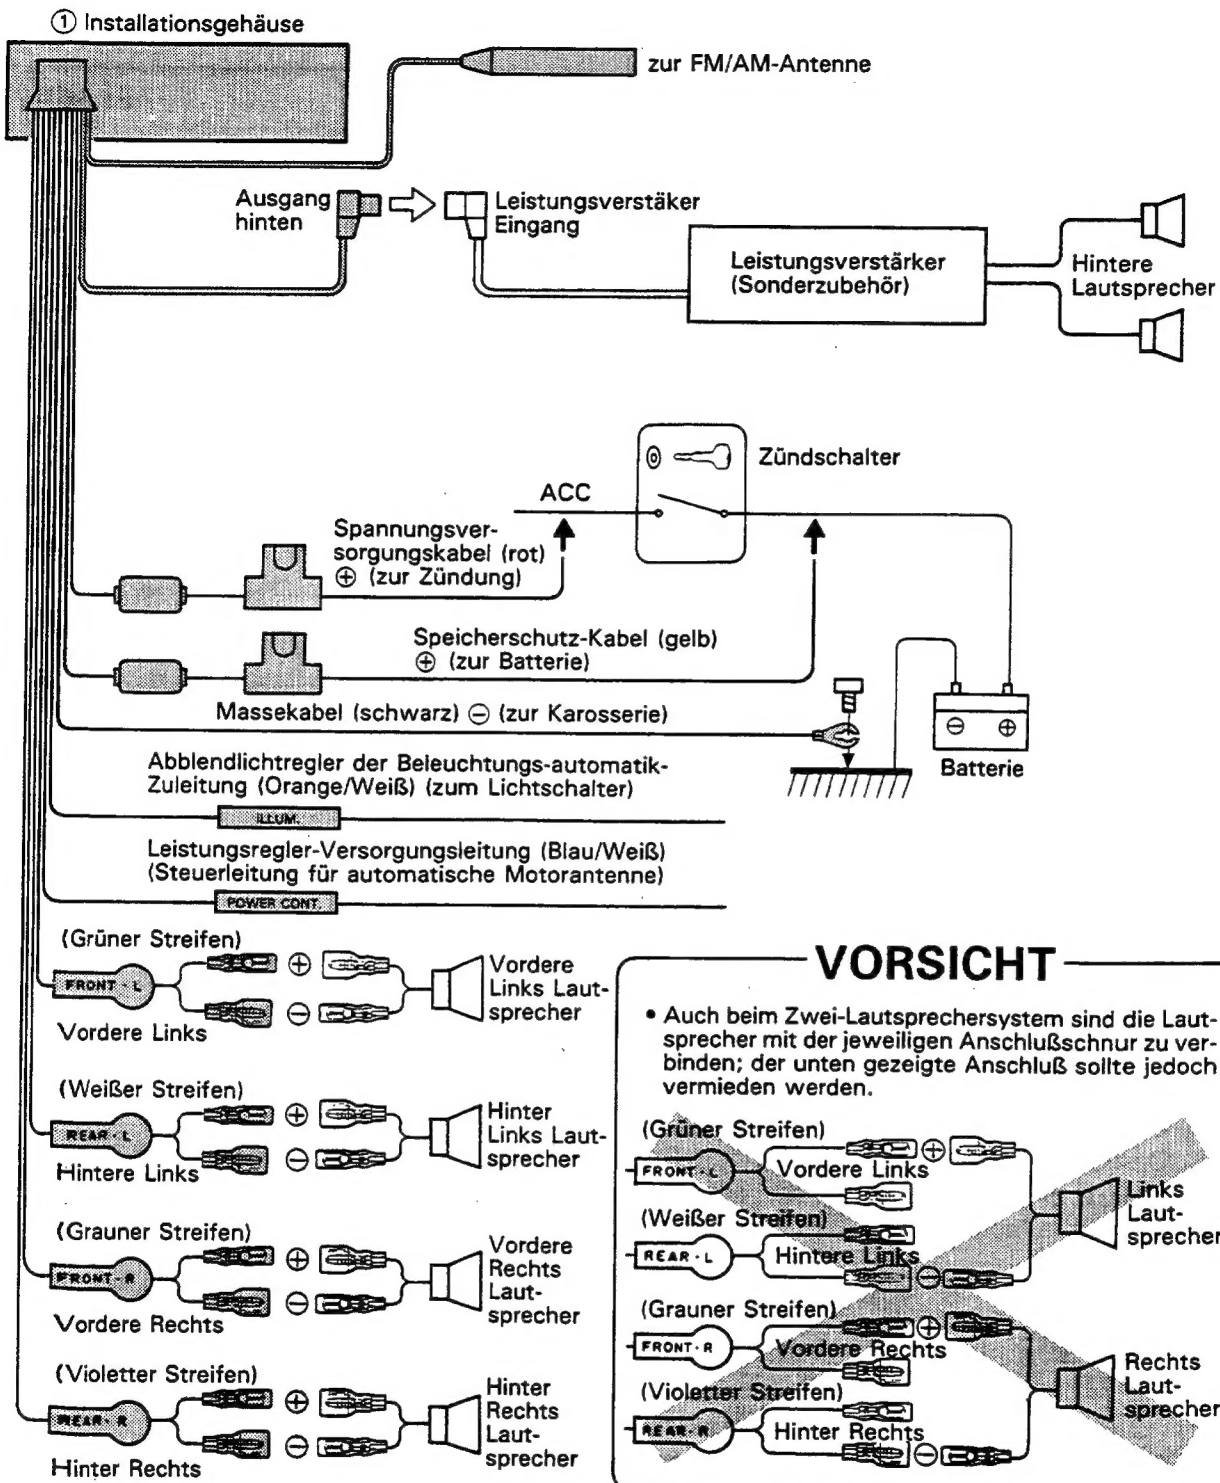 ① Installationsgehäuse
zur FM/AM-Antenne
Ausgang
hinten
Leistungsverstäker
Eingang
Leistungsverstärker
(Sonderzubehör)
Hintere
Lautsprecher
Zündschalter
ACC
Spannungsver-
sorgungskabel (rot)
⊕ (zur Zündung)
Speicherschutz-Kabel (gelb)
⊕ (zur Batterie)
Massekabel (schwarz) ⊖ (zur Karosserie)
⊖ ⊕
Batterie
Abblendlichtregler der Beleuchtungs-automatik-
Zuleitung (Orange/Weiß) (zum Lichtschalter)
ILLUM.
Leistungsregler-Versorgungsleitung (Blau/Weiß)
(Steuerleitung für automatische Motorantenne)
POWER CONT.
(Grüner Streifen)
FRONT - L
⊕
⊖
Vordere Links
Vordere
Links Laut-
sprecher
(Weißer Streifen)
REAR - L
⊕
⊖
Hintere Links
Hinter
Links Laut-
sprecher
(Grauner Streifen)
FRONT - R
⊕
⊖
Vordere Rechts
Vordere
Rechts
Laut-
sprecher
(Violetter Streifen)
REAR - R
⊕
⊖
Hinter Rechts
Hinter
Rechts
Laut-
sprecher
VORSICHT
• Auch beim Zwei-Lautsprechersystem sind die Laut-
sprecher mit der jeweiligen Anschlußschnur zu ver-
binden; der unten gezeigte Anschluß sollte jedoch
vermieden werden.
(Grüner Streifen)
FRONT - L
⊕
Vordere Links
(Weißer Streifen)
REAR - L
Hintere Links
⊖
Links
Laut-
sprecher
(Grauner Streifen)
FRONT - R
⊕
Vordere Rechts
(Violetter Streifen)
REAR - R
Hinter Rechts
⊖
Rechts
Laut-
sprecher